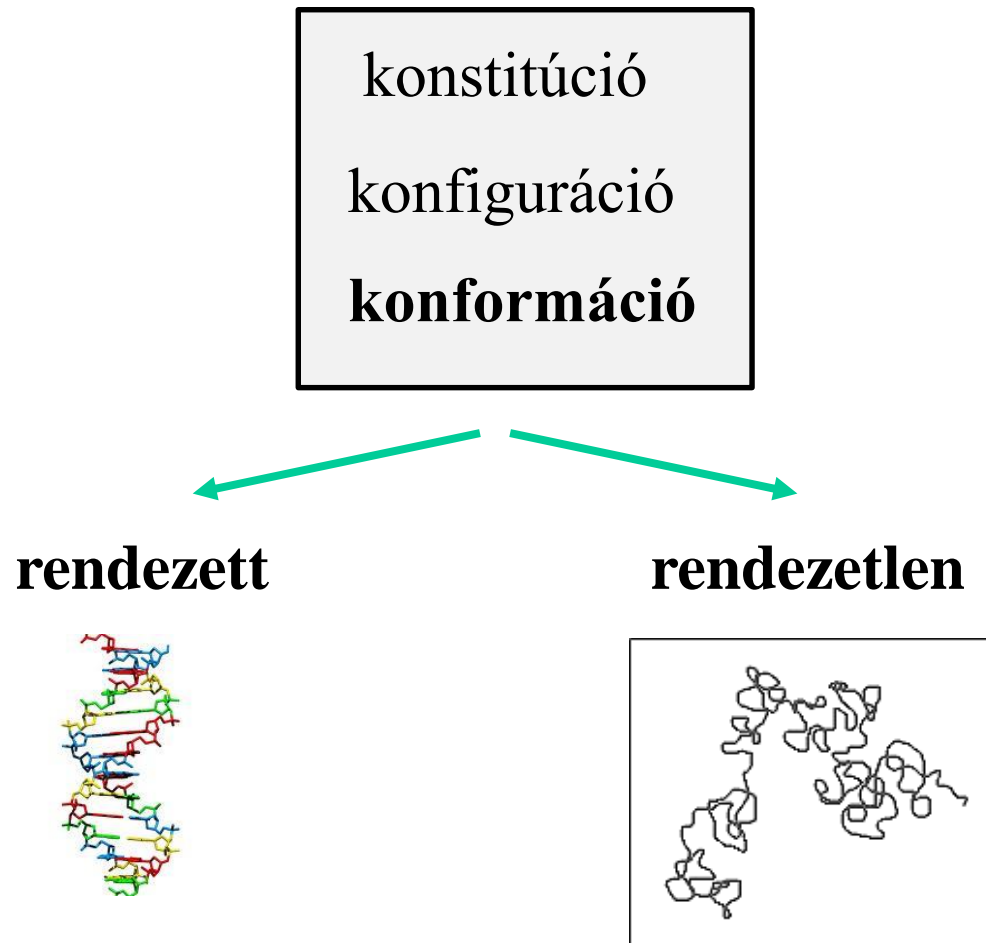 konstitúció
konfiguráció
konformáció
rendezett
rendezetlen